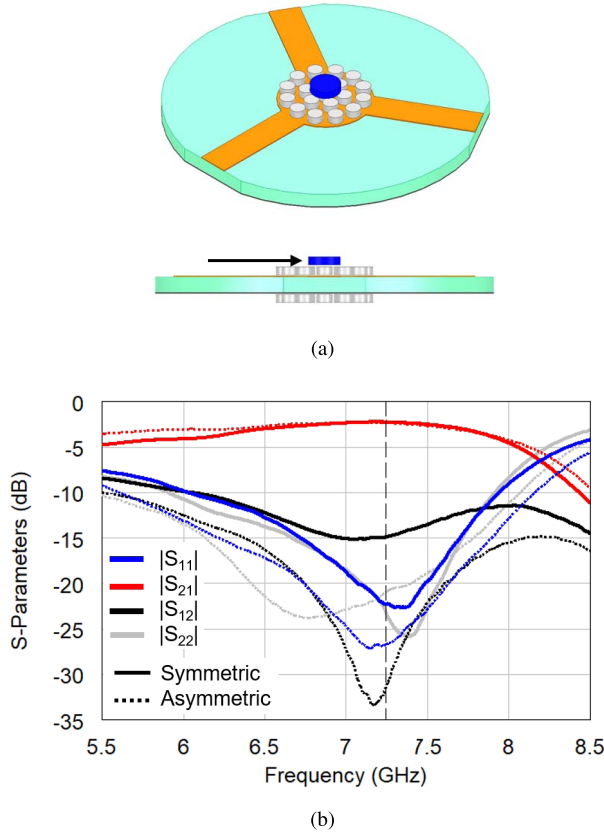 (a)
0
-5
-10
-15
-20
-25
-30
-35
S-Parameters (dB)
|S11|
|S21|
|S12|
|S22|
Symmetric
Asymmetric
5.5 6 6.5 7 7.5 8 8.5
Frequency (GHz)
(b)